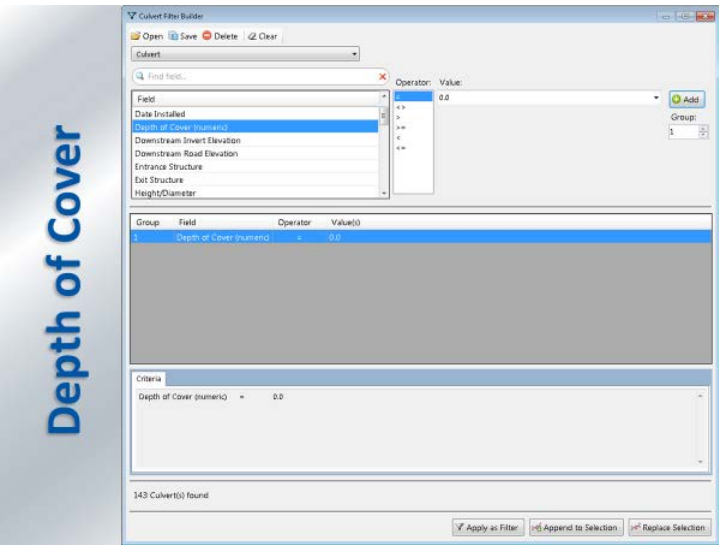 Depth of Cover
Culvert Filter Builder
Open Save Delete Clear
Culvert
Find field...
Operator: Value:
Field
= 0.0
Add
Date Installed
<>
Depth of Cover (numeric)
>
Group:
Downstream Invert Elevation
>=
1
Downstream Road Elevation
<
Entrance Structure
<=
Exit Structure
Height/Diameter
Group Field Operator Value(s)
1 Depth of Cover (numeric) = 0.0
Criteria
Depth of Cover (numeric) = 0.0
143 Culvert(s) found
Apply as Filter Append to Selection Replace Selection